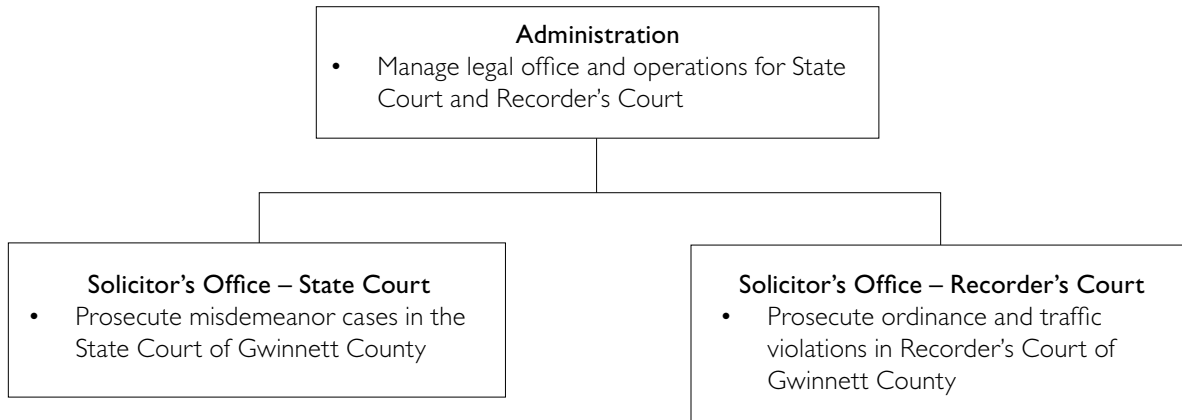 Administration
• Manage legal office and operations for State
Court and Recorder’s Court
Solicitor’s Office – State Court
• Prosecute misdemeanor cases in the
State Court of Gwinnett County
Solicitor’s Office – Recorder’s Court
• Prosecute ordinance and traffic
violations in Recorder’s Court of
Gwinnett County